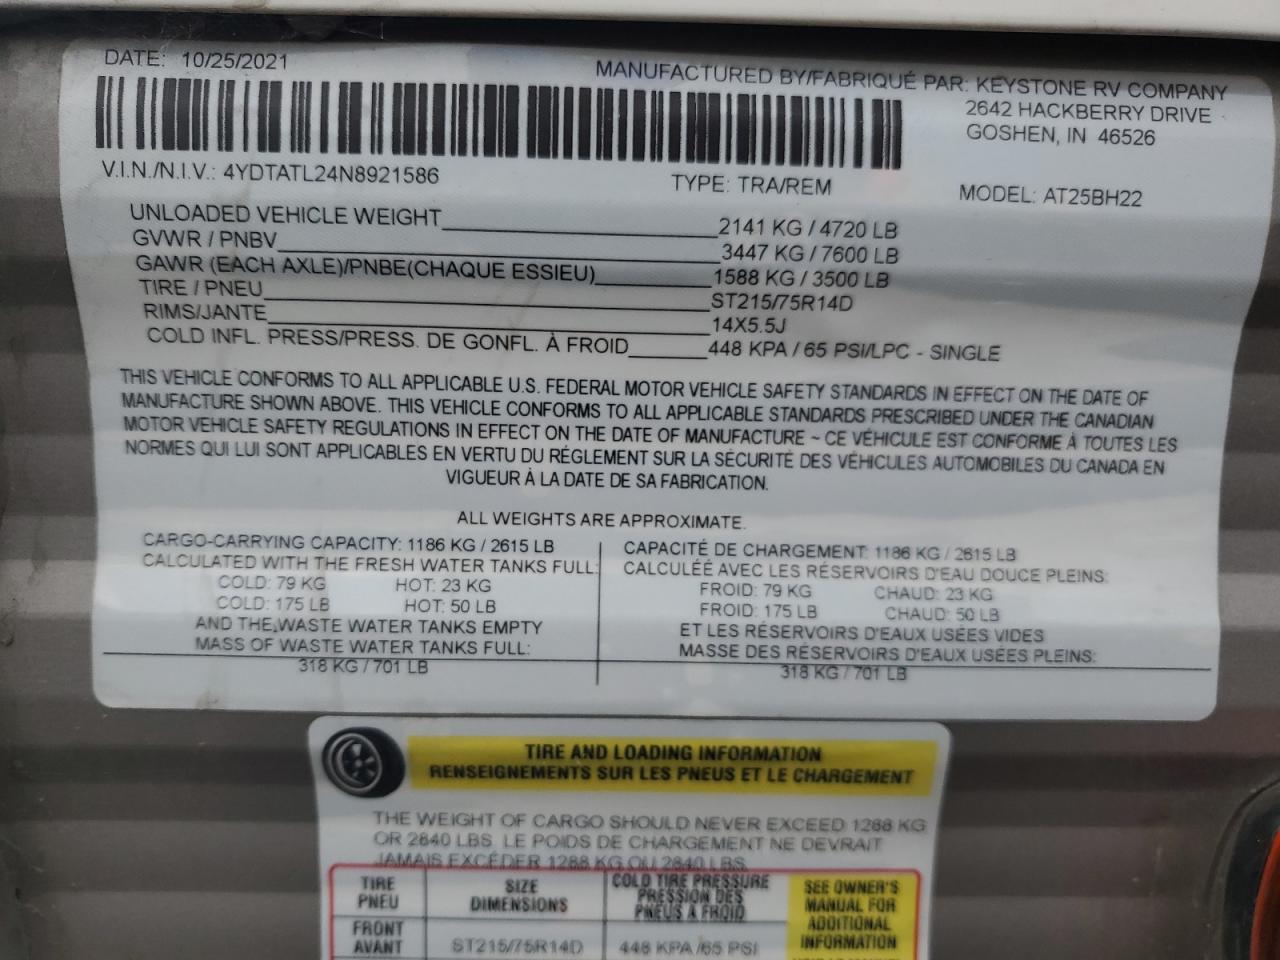 DATE: 10/25/2021
MANUFACTURED BY/FABRIQUÉ PAR: KEYSTONE RV COMPANY
2642 HACKBERRY DRIVE
GOSHEN, IN 46526
V.I.N./N.I.V.: 4YDTATL24N8921586
TYPE: TRA/REM
MODEL: AT25BH22
UNLOADED VEHICLE WEIGHT 2141 KG / 4720 LB
GVWR / PNBV 3447 KG / 7600 LB
GAWR (EACH AXLE)/PNBE(CHAQUE ESSIEU) 1588 KG / 3500 LB
TIRE / PNEU ST215/75R14D
RIMS/JANTE 14X5.5J
COLD INFL. PRESS/PRESS. DE GONFL. À FROID 448 KPA / 65 PSI/LPC - SINGLE
THIS VEHICLE CONFORMS TO ALL APPLICABLE U.S. FEDERAL MOTOR VEHICLE SAFETY STANDARDS IN EFFECT ON THE DATE OF
MANUFACTURE SHOWN ABOVE. THIS VEHICLE CONFORMS TO ALL APPLICABLE STANDARDS PRESCRIBED UNDER THE CANADIAN
MOTOR VEHICLE SAFETY REGULATIONS IN EFFECT ON THE DATE OF MANUFACTURE ~ CE VÉHICULE EST CONFORME À TOUTES LES
NORMES QUI LUI SONT APPLICABLES EN VERTU DU RÉGLEMENT SUR LA SÉCURITÉ DES VÉHICULES AUTOMOBILES DU CANADA EN
VIGUEUR À LA DATE DE SA FABRICATION.
ALL WEIGHTS ARE APPROXIMATE.
CARGO-CARRYING CAPACITY: 1186 KG / 2615 LB
CALCULATED WITH THE FRESH WATER TANKS FULL:
COLD: 79 KG HOT: 23 KG
COLD: 175 LB HOT: 50 LB
AND THE WASTE WATER TANKS EMPTY
MASS OF WASTE WATER TANKS FULL:
318 KG / 701 LB
CAPACITÉ DE CHARGEMENT: 1186 KG / 2615 LB
CALCULÉE AVEC LES RÉSERVOIRS D'EAU DOUCE PLEINS:
FROID: 79 KG CHAUD: 23 KG
FROID: 175 LB CHAUD: 50 LB
ET LES RÉSERVOIRS D'EAUX USÉES VIDES
MASSE DES RÉSERVOIRS D'EAUX USÉES PLEINS:
318 KG / 701 LB
TIRE AND LOADING INFORMATION
RENSEIGNEMENTS SUR LES PNEUS ET LE CHARGEMENT
THE WEIGHT OF CARGO SHOULD NEVER EXCEED 1288 KG
OR 2840 LBS. LE POIDS DE CHARGEMENT NE DEVRAIT
JAMAIS EXCÉDER 1288 KG OU 2840 LBS.
TIRE
PNEU
SIZE
DIMENSIONS
COLD TIRE PRESSURE
PRESSION DES
PNEUS À FROID
SEE OWNER'S
MANUAL FOR
ADDITIONAL
INFORMATION
FRONT
AVANT
ST215/75R14D
448 KPA /65 PSI